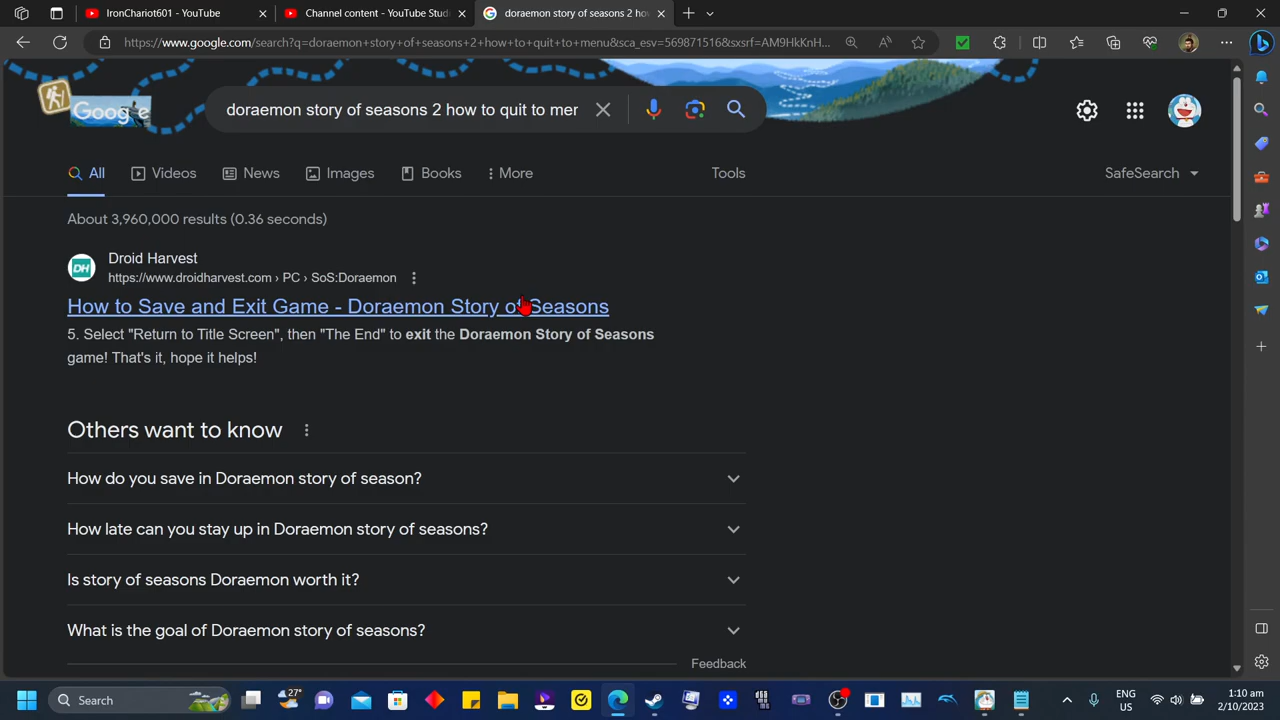 IronChariot601 - YouTube
Channel content - YouTube Stud
doraemon story of seasons 2 how
https://www.google.com/search?q=doraemon+story+of+seasons+2+how+to+quit+to+menu&sca_esv=569871516&sxsrf=AM9HkKnH...
Google
doraemon story of seasons 2 how to quit to mer
All
Videos
News
Images
Books
More
Tools
SafeSearch
About 3,960,000 results (0.36 seconds)
DH
Droid Harvest
https://www.droidharvest.com › PC › SoS:Doraemon
How to Save and Exit Game - Doraemon Story of Seasons
5. Select "Return to Title Screen", then "The End" to exit the Doraemon Story of Seasons
game! That's it, hope it helps!
Others want to know
How do you save in Doraemon story of season?
How late can you stay up in Doraemon story of seasons?
Is story of seasons Doraemon worth it?
What is the goal of Doraemon story of seasons?
Feedback
Search
27°
ENG
US
1:10 am
2/10/2023